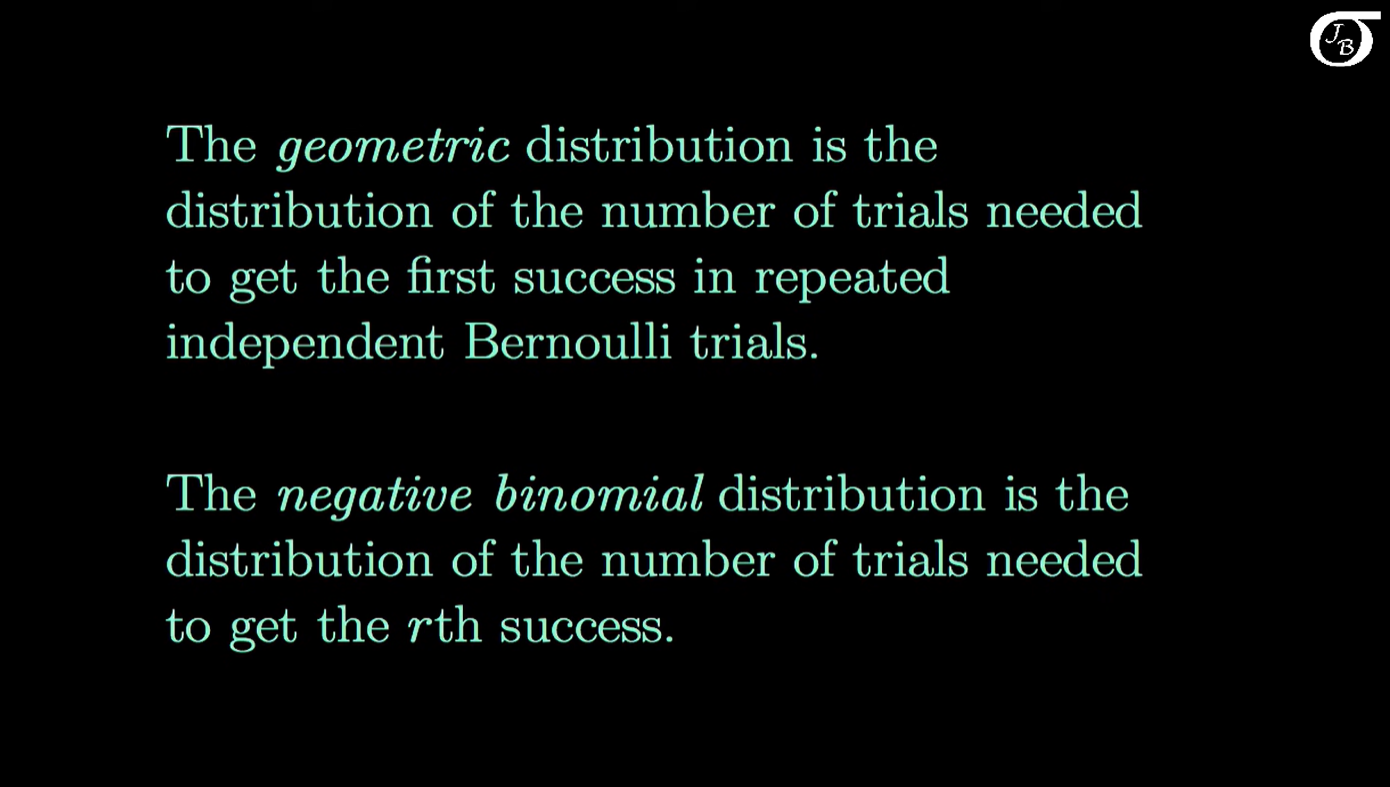 J
B
The geometric distribution is the
distribution of the number of trials needed
to get the first success in repeated
independent Bernoulli trials.
The negative binomial distribution is the
distribution of the number of trials needed
to get the rth success.